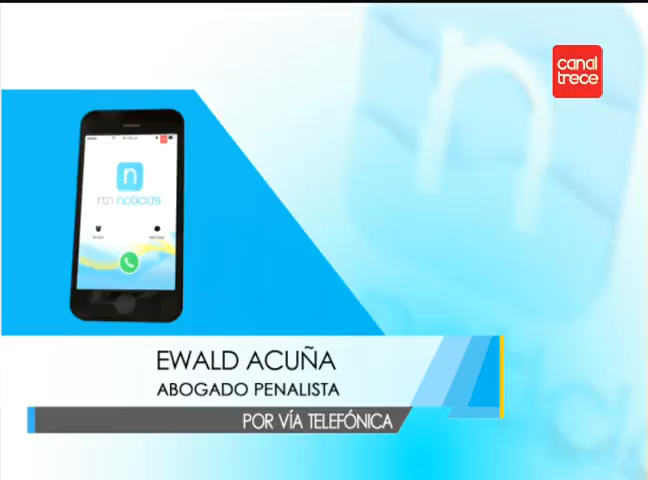 canal
trece
n
n
rtn noticias
EWALD ACUÑA
ABOGADO PENALISTA
POR VÍA TELEFÓNICA